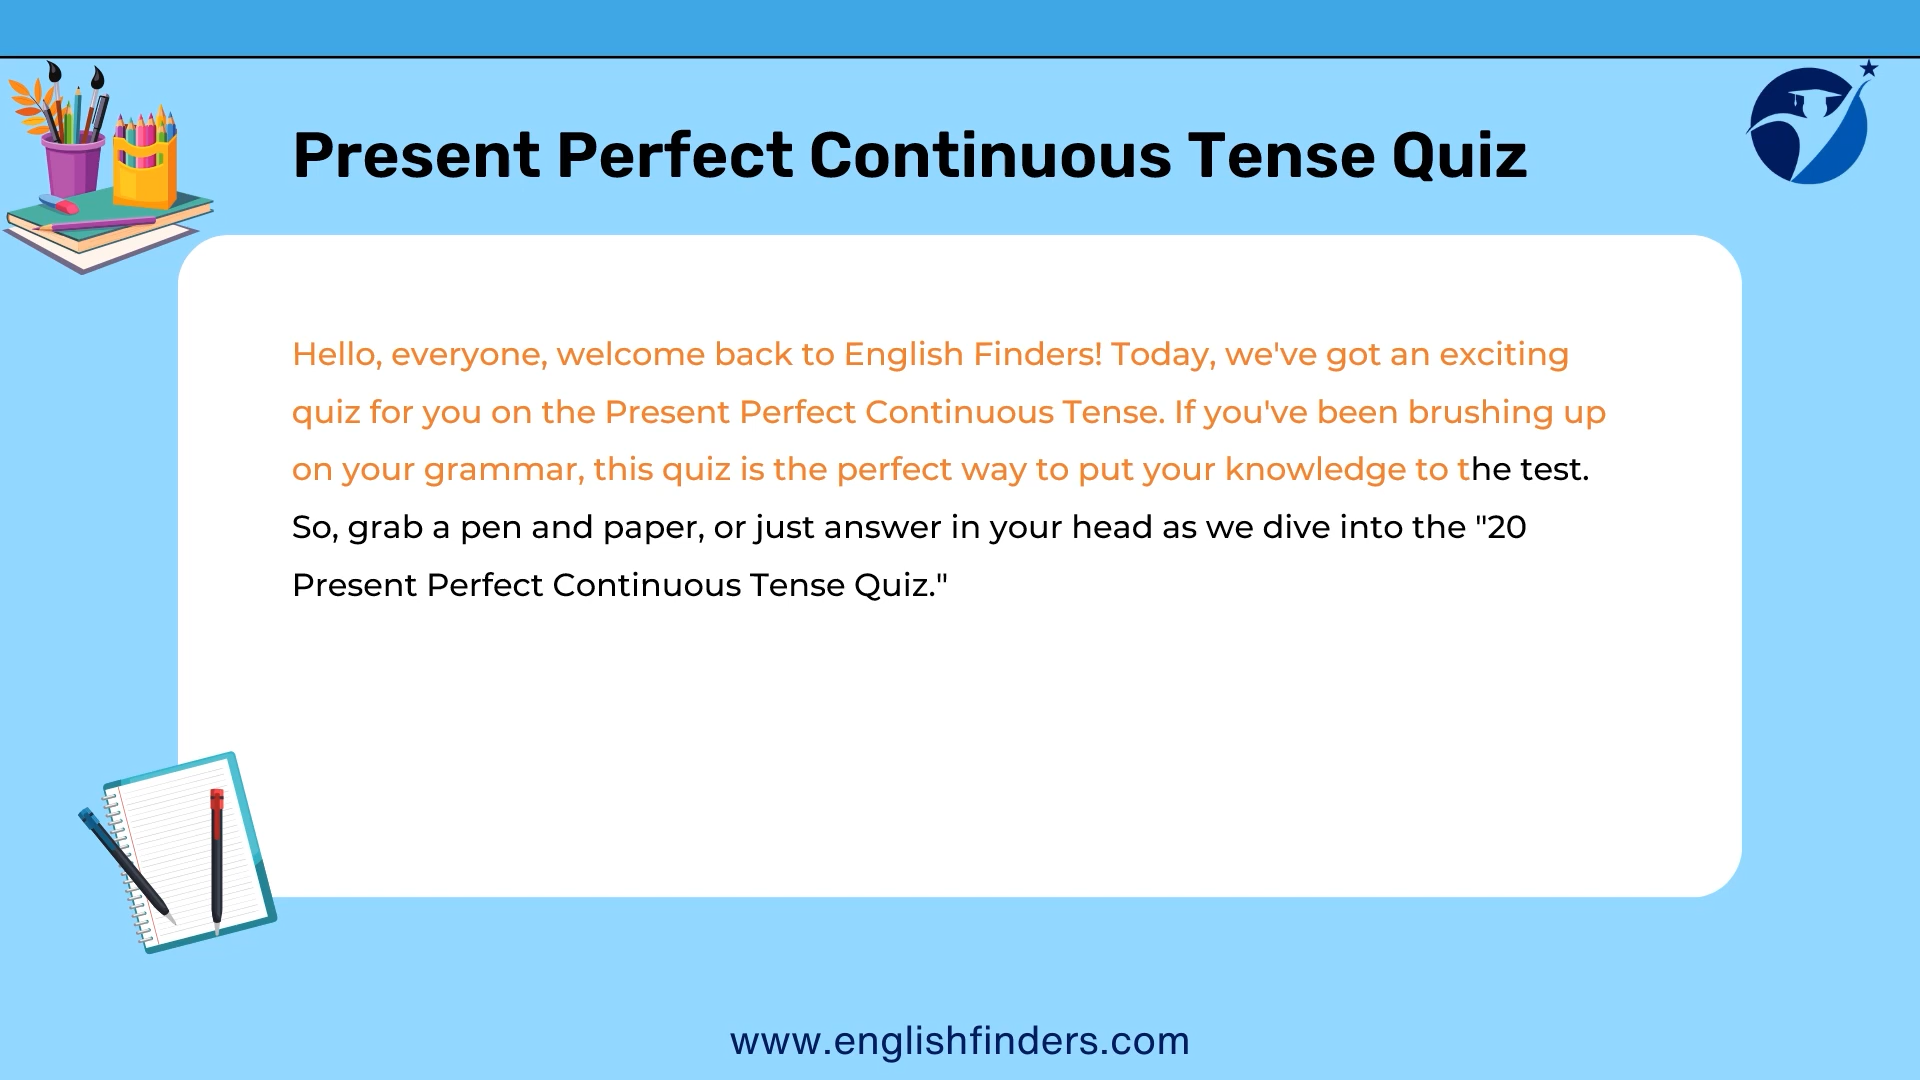 Present Perfect Continuous Tense Quiz
Hello, everyone, welcome back to English Finders! Today, we've got an exciting
quiz for you on the Present Perfect Continuous Tense. If you've been brushing up
on your grammar, this quiz is the perfect way to put your knowledge to the test.
So, grab a pen and paper, or just answer in your head as we dive into the "20
Present Perfect Continuous Tense Quiz."
www.englishfinders.com